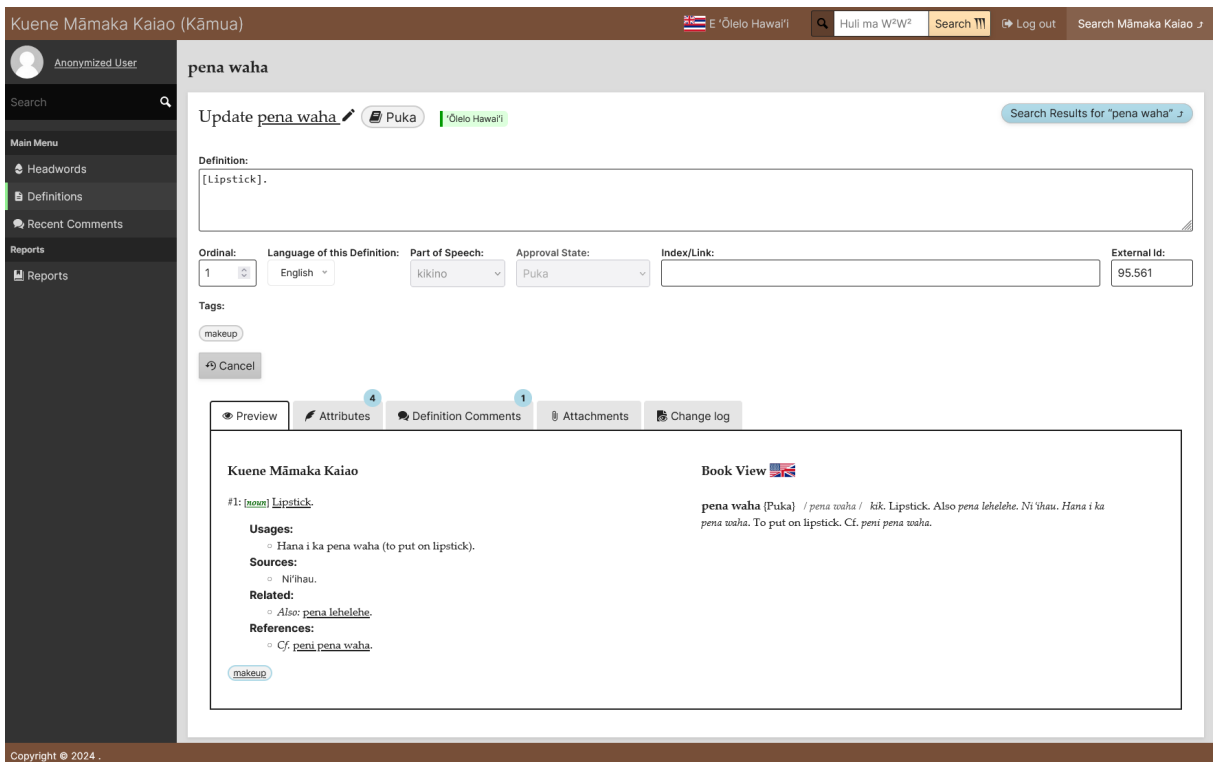 Kuene Māmaka Kaiao (Kāmua)
E ʻŌlelo Hawaiʻi
Huli ma W²W²
Search
Log out
Search Māmaka Kaiao
Anonymized User
Search
Main Menu
Headwords
Definitions
Recent Comments
Reports
Reports
pena waha
Update pena waha
Puka
ʻŌlelo Hawaiʻi
Search Results for "pena waha"
Definition:
[Lipstick].
Ordinal: Language of this Definition: Part of Speech: Approval State: Index/Link: External Id:
1 English kikino Puka 95.561
Tags:
makeup
Cancel
4 1
Preview Attributes Definition Comments Attachments Change log
Kuene Māmaka Kaiao
#1: [noun] Lipstick.
Usages:
Hana i ka pena waha (to put on lipstick).
Sources:
Niʻihau.
Related:
Also: pena lehelehe.
References:
Cf. peni pena waha.
makeup
Book View
pena waha {Puka} / pena waha / kik. Lipstick. Also pena lehelehe. Niʻihau. Hana i ka
pena waha. To put on lipstick. Cf. peni pena waha.
Copyright © 2024 .